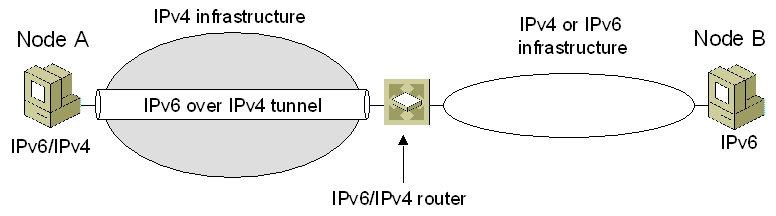 IPv4 infrastructure
IPv4 or IPv6
infrastructure
Node A
Node B
IPv6 over IPv4 tunnel
IPv6/IPv4
IPv6
IPv6/IPv4 router